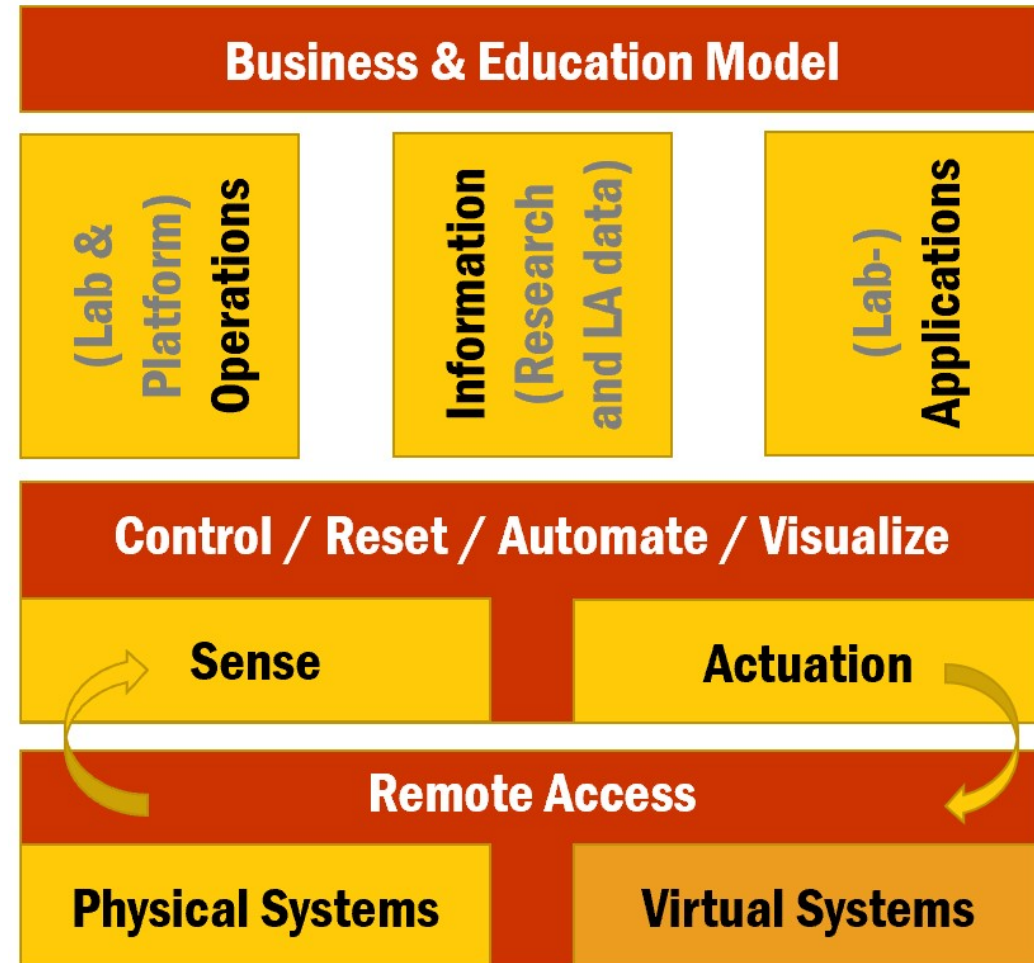 Business & Education Model
(Lab &
Platform)
Operations
Information
(Research
and LA data)
(Lab-)
Applications
Control / Reset / Automate / Visualize
Sense
Actuation
Remote Access
Physical Systems
Virtual Systems